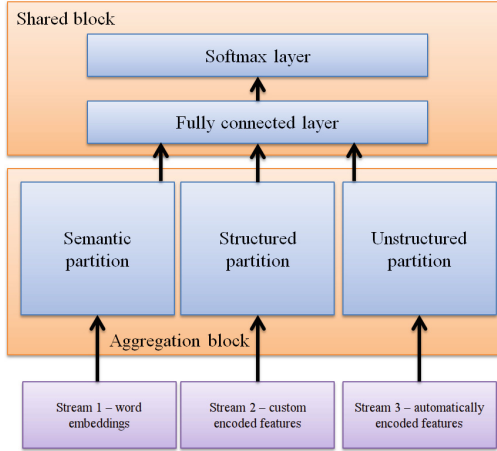 Shared block
Softmax layer
Fully connected layer
Semantic
partition
Structured
partition
Unstructured
partition
Aggregation block
Stream 1 – word
embeddings
Stream 2 – custom
encoded features
Stream 3 – automatically
encoded features